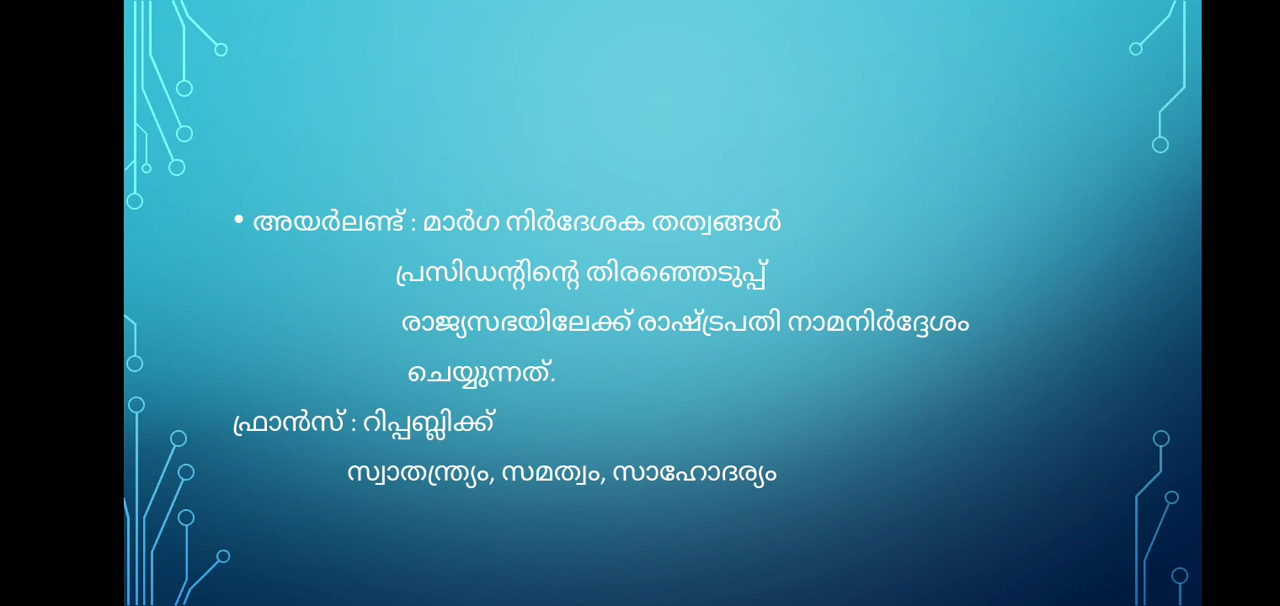 • അയർലണ്ട് : മാർഗ നിർദേശക തത്വങ്ങൾ
പ്രസിഡന്റിന്റെ തിരഞ്ഞെടുപ്പ്
രാജ്യസഭയിലേക്ക് രാഷ്ട്രപതി നാമനിർദ്ദേശം
ചെയ്യുന്നത്.
ഫ്രാൻസ് : റിപ്പബ്ലിക്ക്
സ്വാതന്ത്ര്യം, സമത്വം, സാഹോദര്യം